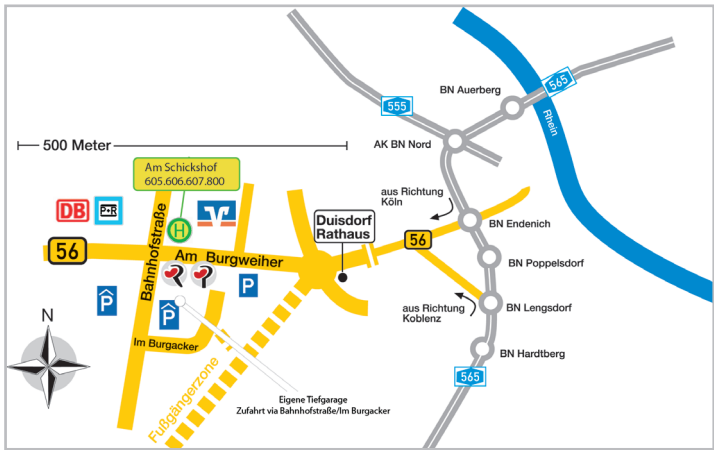 565
BN Auerberg
555
Rhein
500 Meter
AK BN Nord
Am Schickshof
605.606.607.800
aus Richtung
Köln
DB
P+R
Duisdorf
Rathaus
BN Endenich
H
56
Bahnhofstraße
Am Burgweiher
56
BN Poppelsdorf
P
P
P
aus Richtung
Koblenz
BN Lengsdorf
N
Im Burgacker
BN Hardtberg
Fußgängerzone
565
Eigene Tiefgarage
Zufahrt via Bahnhofstraße/Im Burgacker